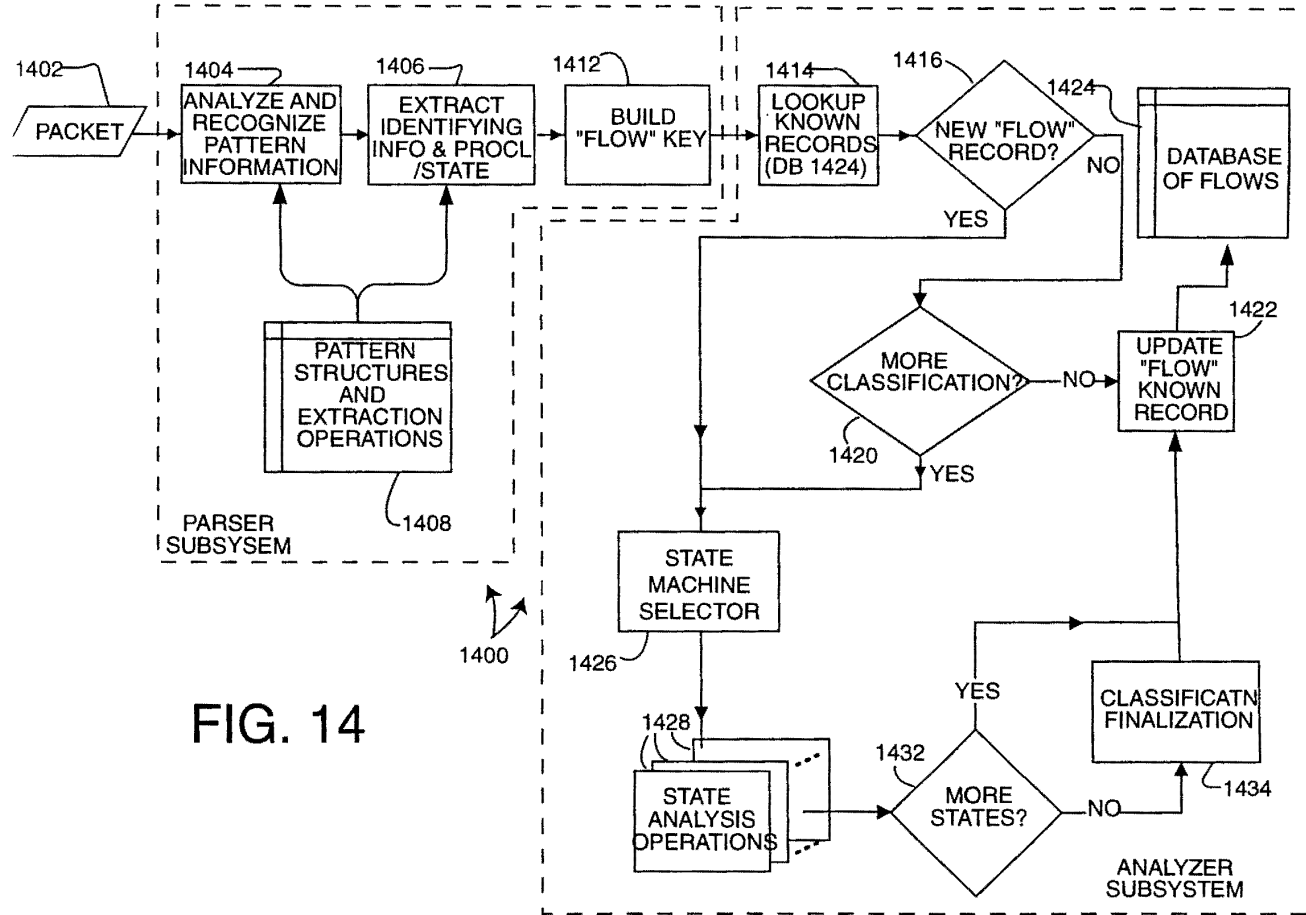 1402
PACKET
1404
ANALYZE AND
RECOGNIZE
PATTERN
INFORMATION
1406
EXTRACT
IDENTIFYING
INFO & PROCL
/STATE
1412
BUILD
"FLOW" KEY
1414
LOOKUP
KNOWN
RECORDS
(DB 1424)
1416
NEW "FLOW"
RECORD?
NO
YES
1424
DATABASE
OF FLOWS
PATTERN
STRUCTURES
AND
EXTRACTION
OPERATIONS
1408
PARSER
SUBSYSEM
MORE
CLASSIFICATION?
NO
1420
YES
1422
UPDATE
"FLOW"
KNOWN
RECORD
STATE
MACHINE
SELECTOR
1426
1400
FIG. 14
1428
STATE
ANALYSIS
OPERATIONS
YES
1432
MORE
STATES?
NO
CLASSIFICATN
FINALIZATION
1434
ANALYZER
SUBSYSTEM